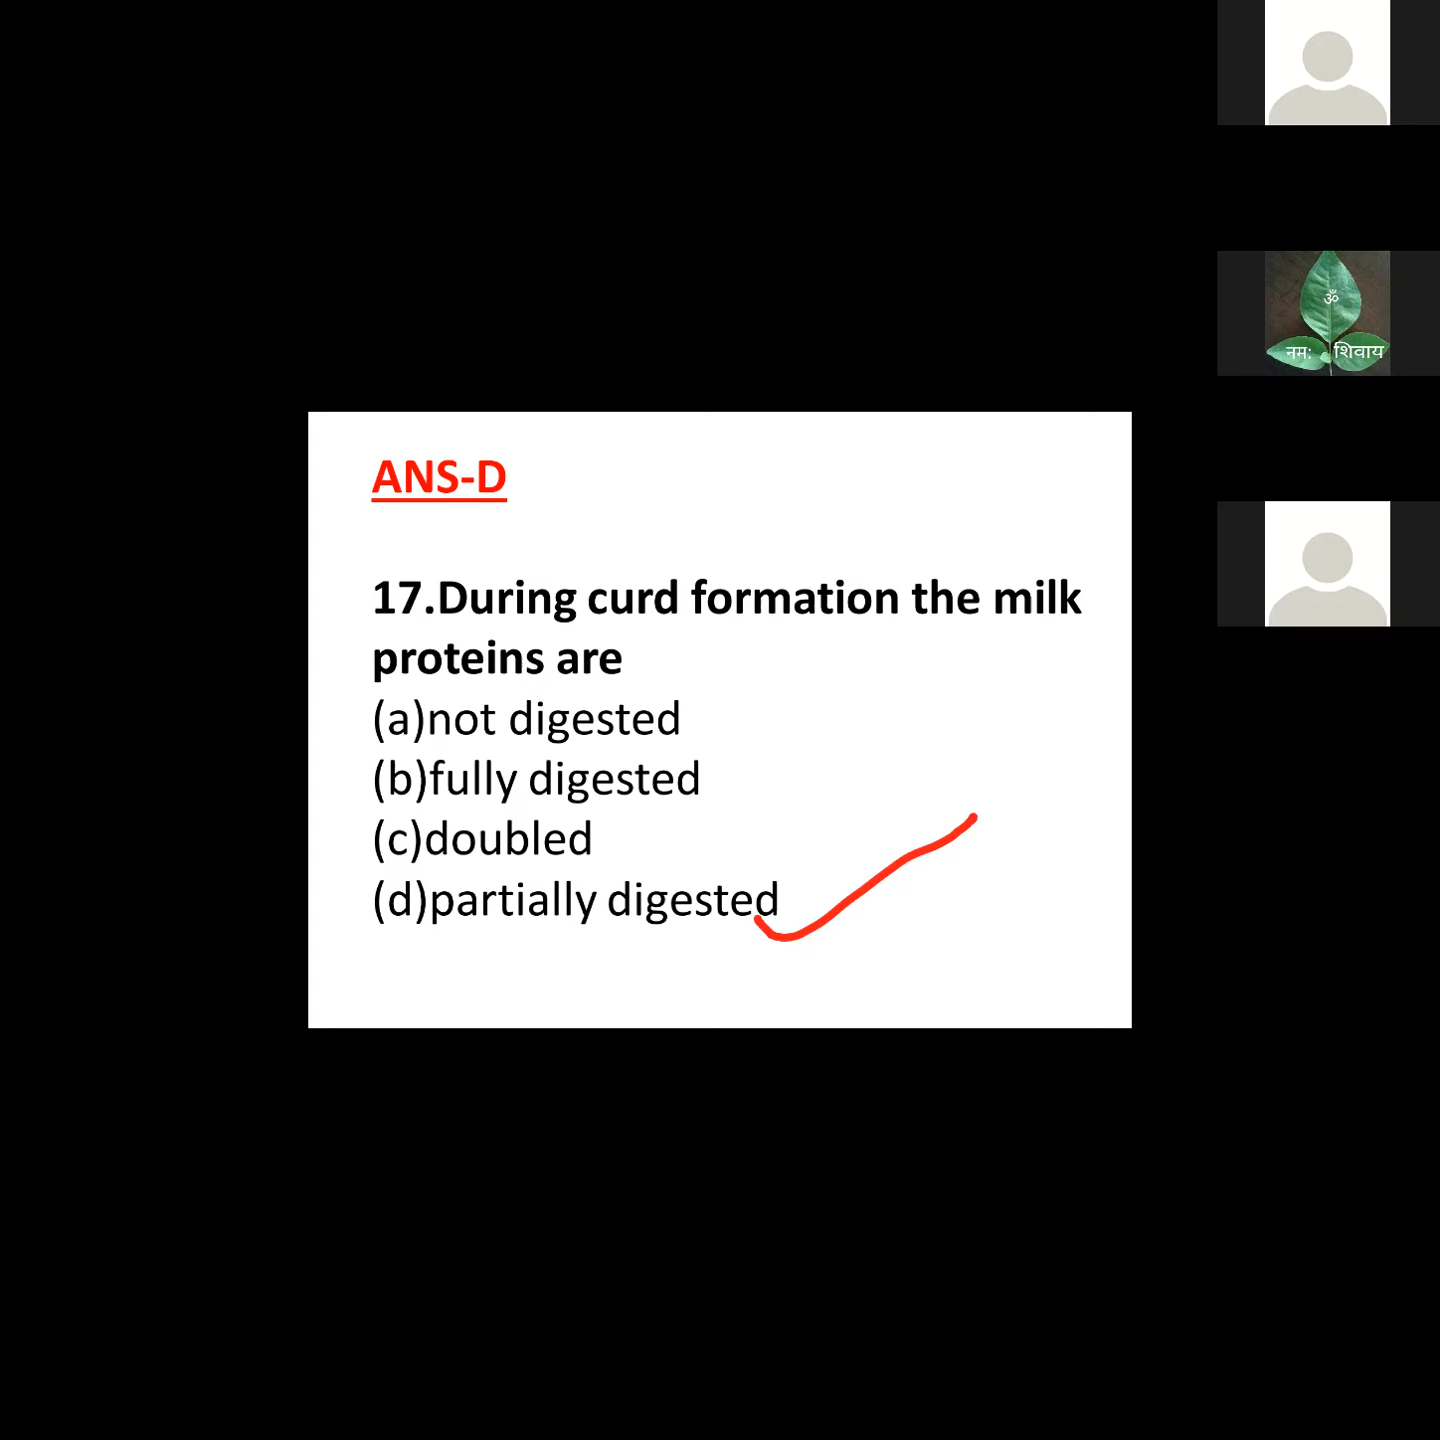 ॐ
नम: शिवाय
ANS-D
17.During curd formation the milk
proteins are
(a)not digested
(b)fully digested
(c)doubled
(d)partially digested